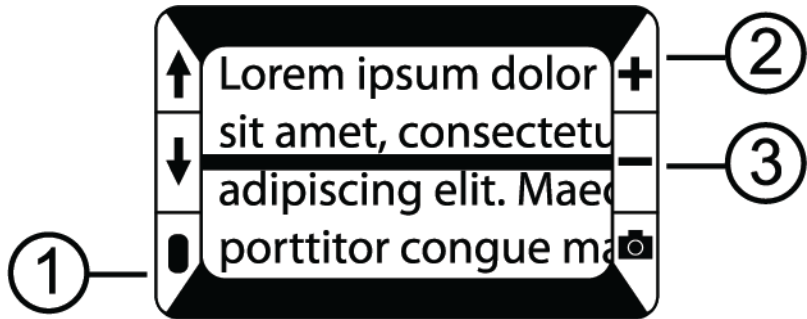 Lorem ipsum dolor
sit amet, consectetu
adipiscing elit. Maec
porttitor congue ma
1
2
3